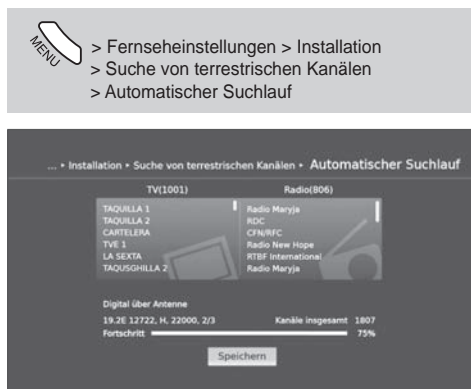 MENU
> Fernseheinstellungen > Installation
> Suche von terrestrischen Kanälen
> Automatischer Suchlauf
... • Installation • Suche von terrestrischen Kanälen • Automatischer Suchlauf
TV(1001) Radio(806)
TAQUILLA 1 Radio Maryja
TAQUILLA 2 RDC
CARTELERA CFN/RFC
TVE 1 Radio New Hope
LA SEXTA RTBF International
TAQUSGHILLA 2 Radio Maryja
Digital über Antenne
19.2E 12722, H, 22000, 2/3 Kanäle insgesamt 1807
Fortschritt 75%
Speichern